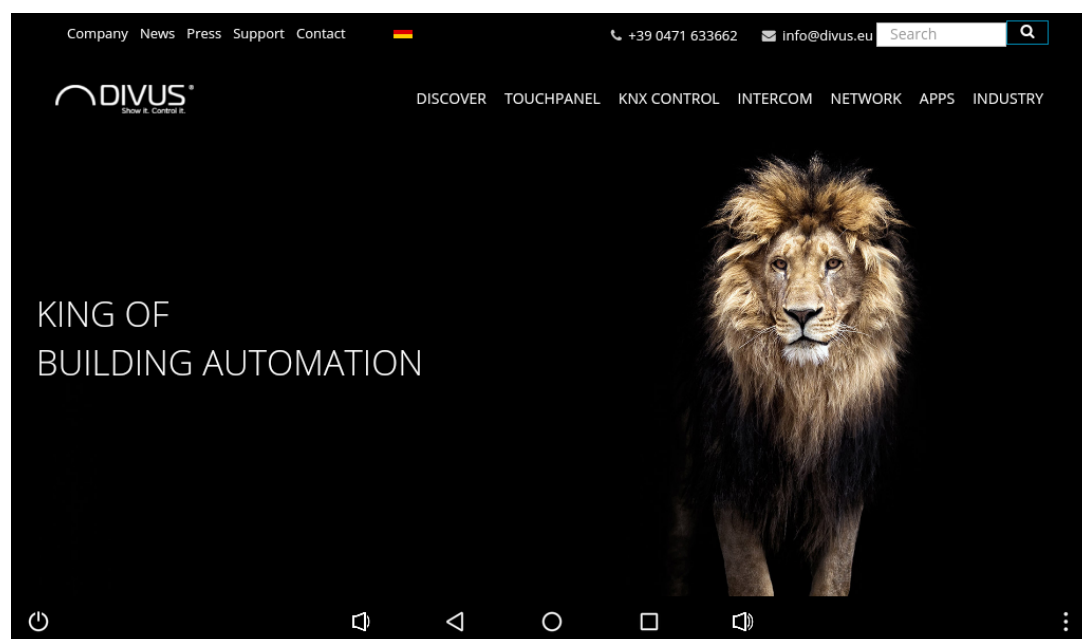 Company News Press Support Contact +39 0471 633662 info@divus.eu Search
DIVUS®
Show it. Control it.
DISCOVER TOUCHPANEL KNX CONTROL INTERCOM NETWORK APPS INDUSTRY
KING OF
BUILDING AUTOMATION